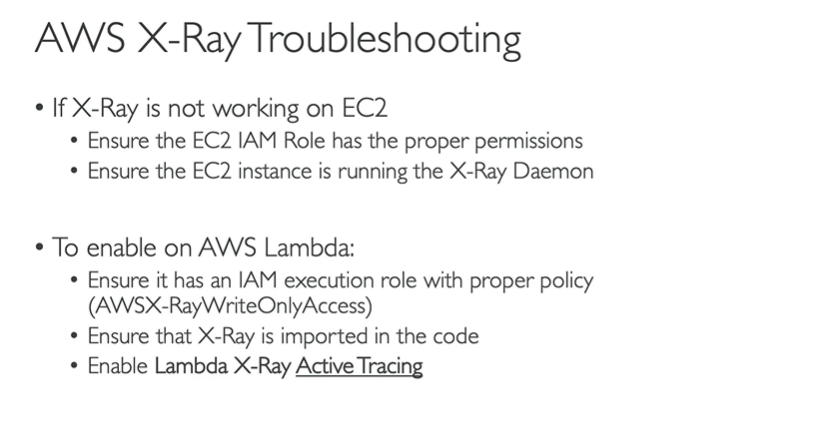 AWS X-Ray Troubleshooting
• If X-Ray is not working on EC2
• Ensure the EC2 IAM Role has the proper permissions
• Ensure the EC2 instance is running the X-Ray Daemon
• To enable on AWS Lambda:
• Ensure it has an IAM execution role with proper policy
(AWSX-RayWriteOnlyAccess)
• Ensure that X-Ray is imported in the code
• Enable Lambda X-Ray Active Tracing